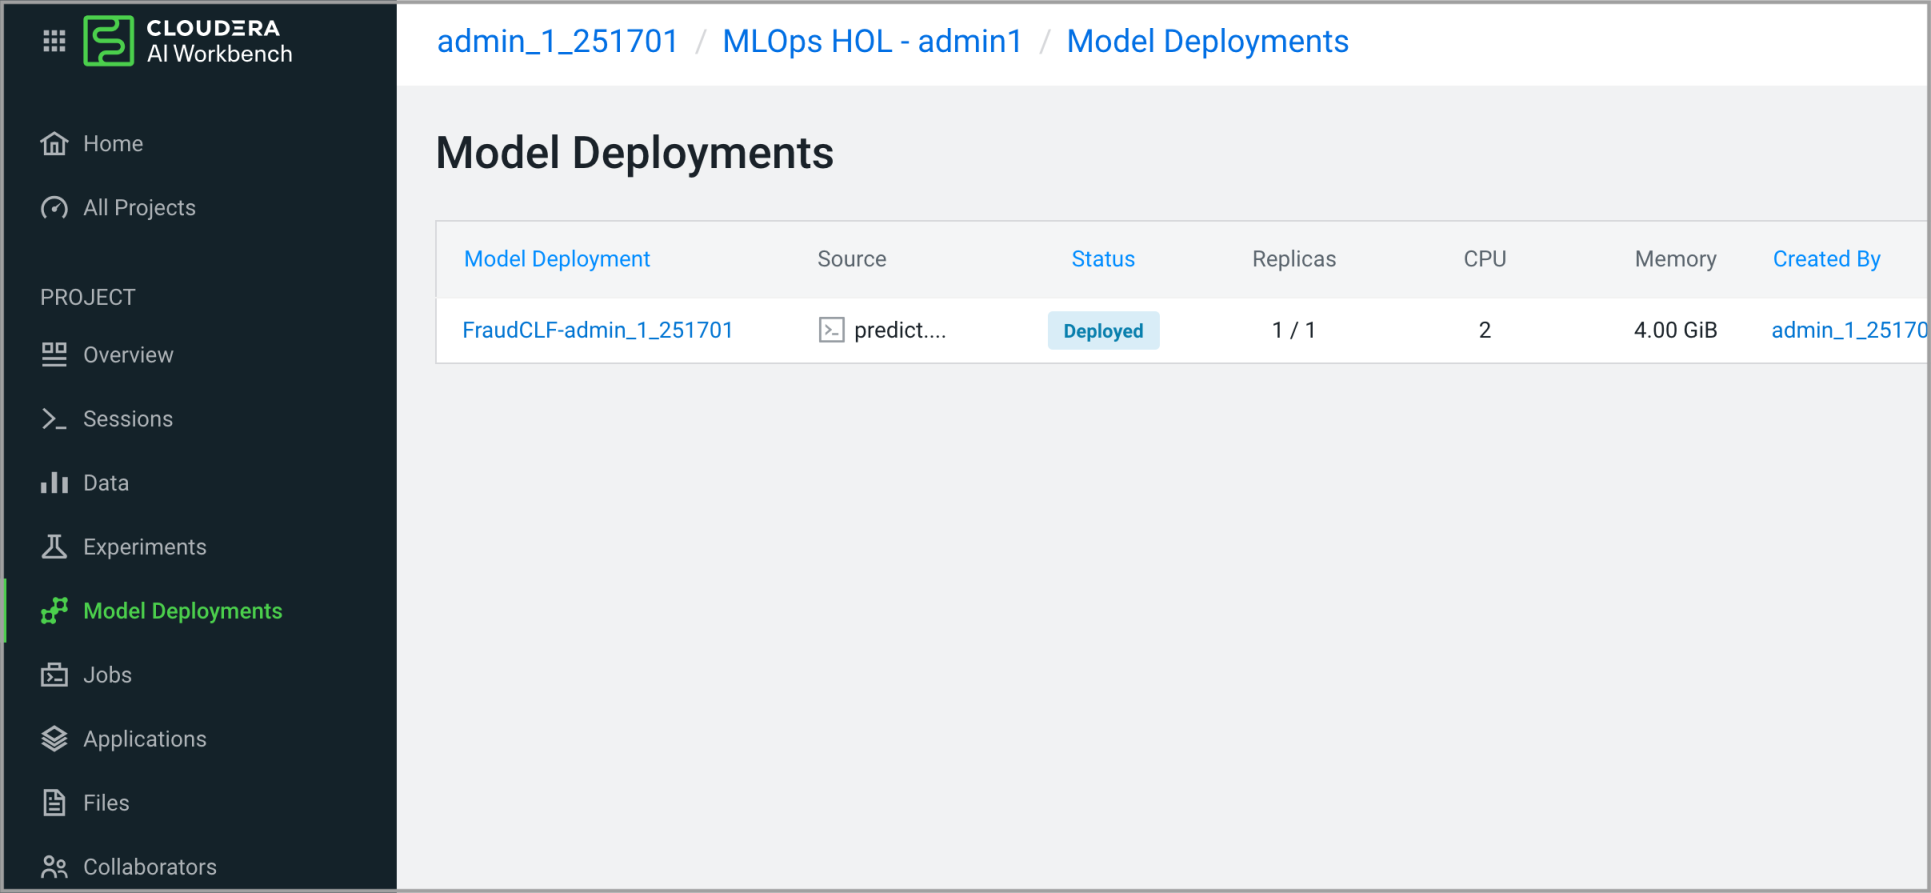 CLOUDERA
AI Workbench
admin_1_251701 / MLOps HOL - admin1 / Model Deployments
Home
All Projects
PROJECT
Overview
Sessions
Data
Experiments
Model Deployments
Jobs
Applications
Files
Collaborators
Model Deployments
Model Deployment Source Status Replicas CPU Memory Created By
FraudCLF-admin_1_251701 predict.... Deployed 1 / 1 2 4.00 GiB admin_1_25170